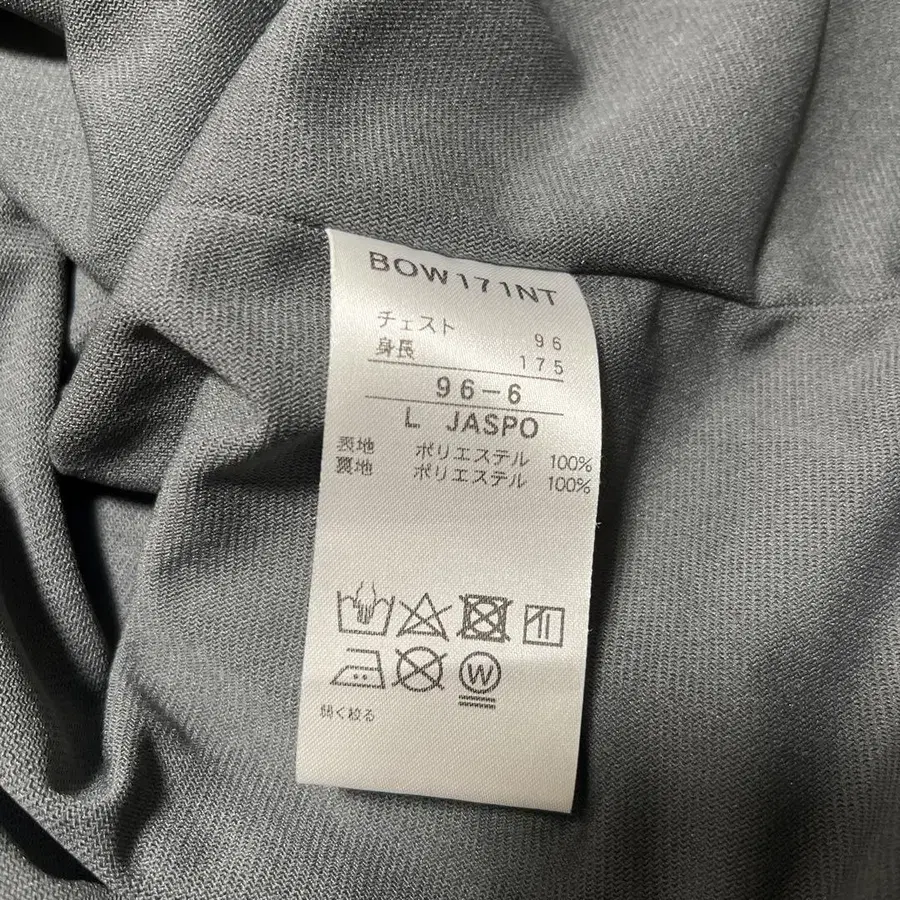 BOW171NT
チェスト 96
身長 175
96-6
L JASPO
表地 ポリエステル 100%
裏地 ポリエステル 100%
W
弱く絞る